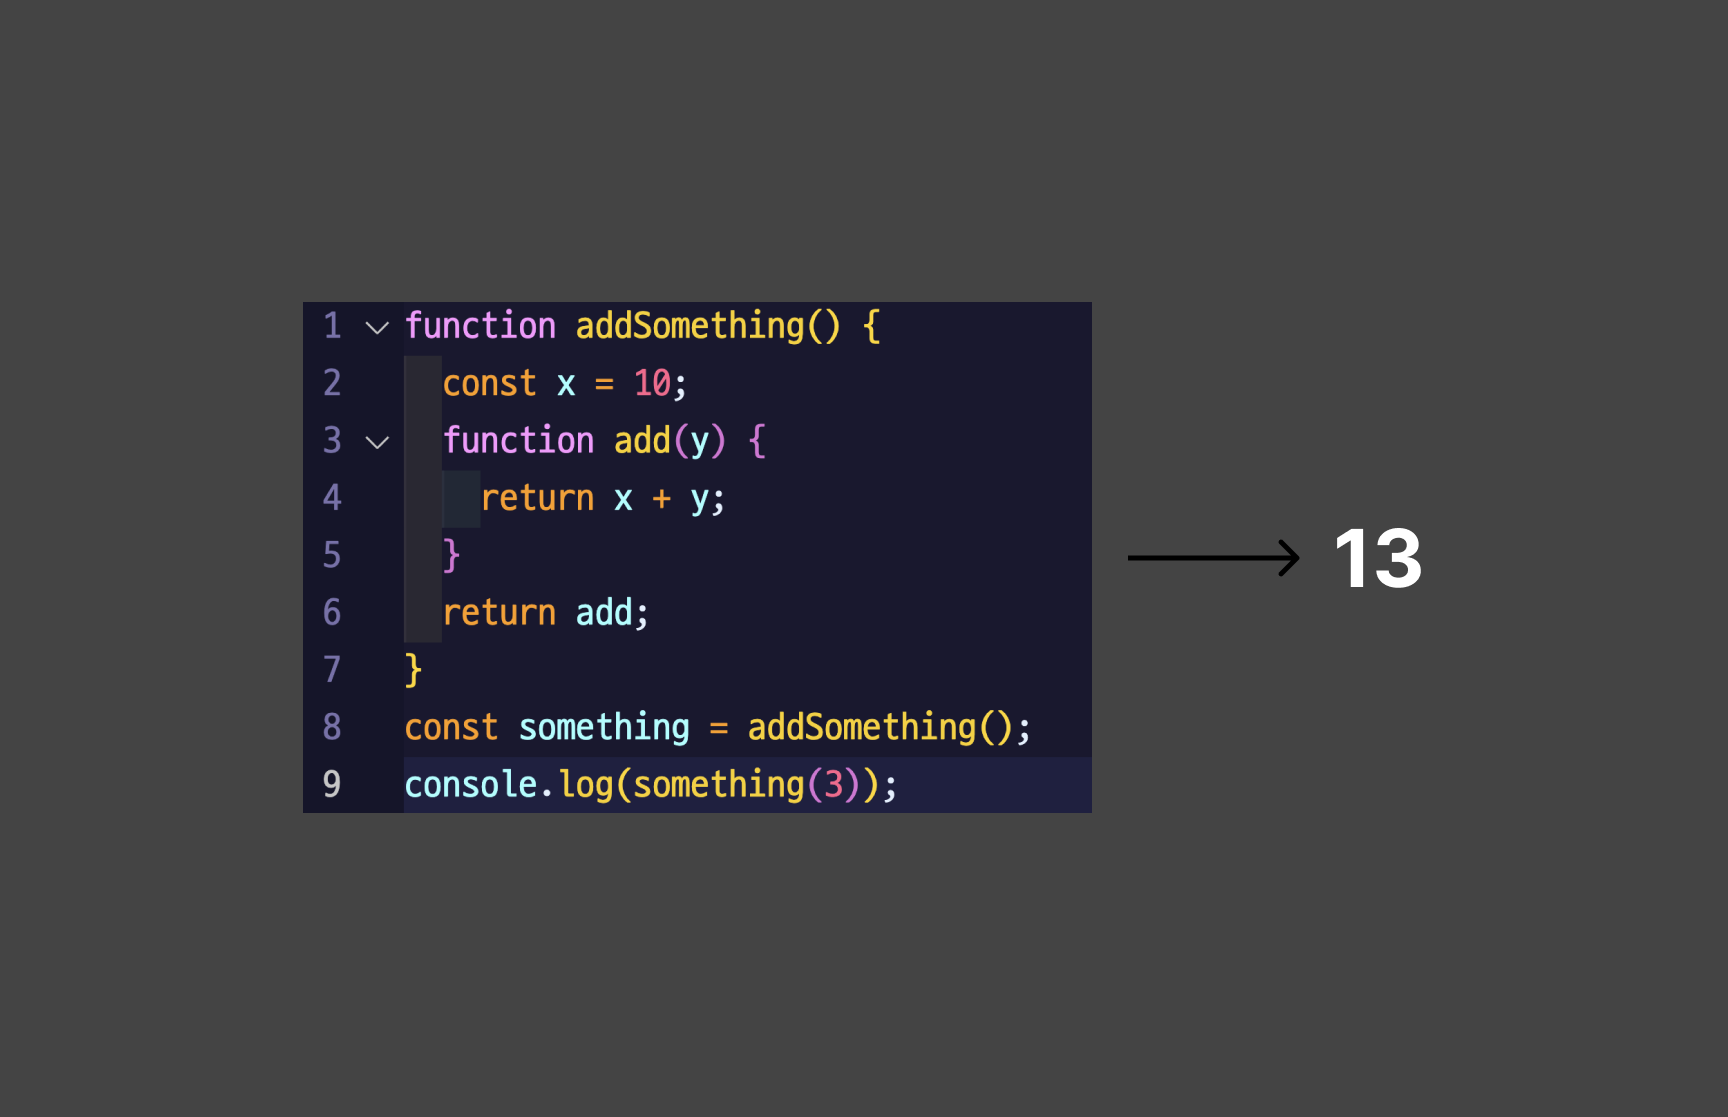 1 function addSomething() {
2 const x = 10;
3 function add(y) {
4 return x + y;
5 }
6 return add;
7 }
8 const something = addSomething();
9 console.log(something(3));
13